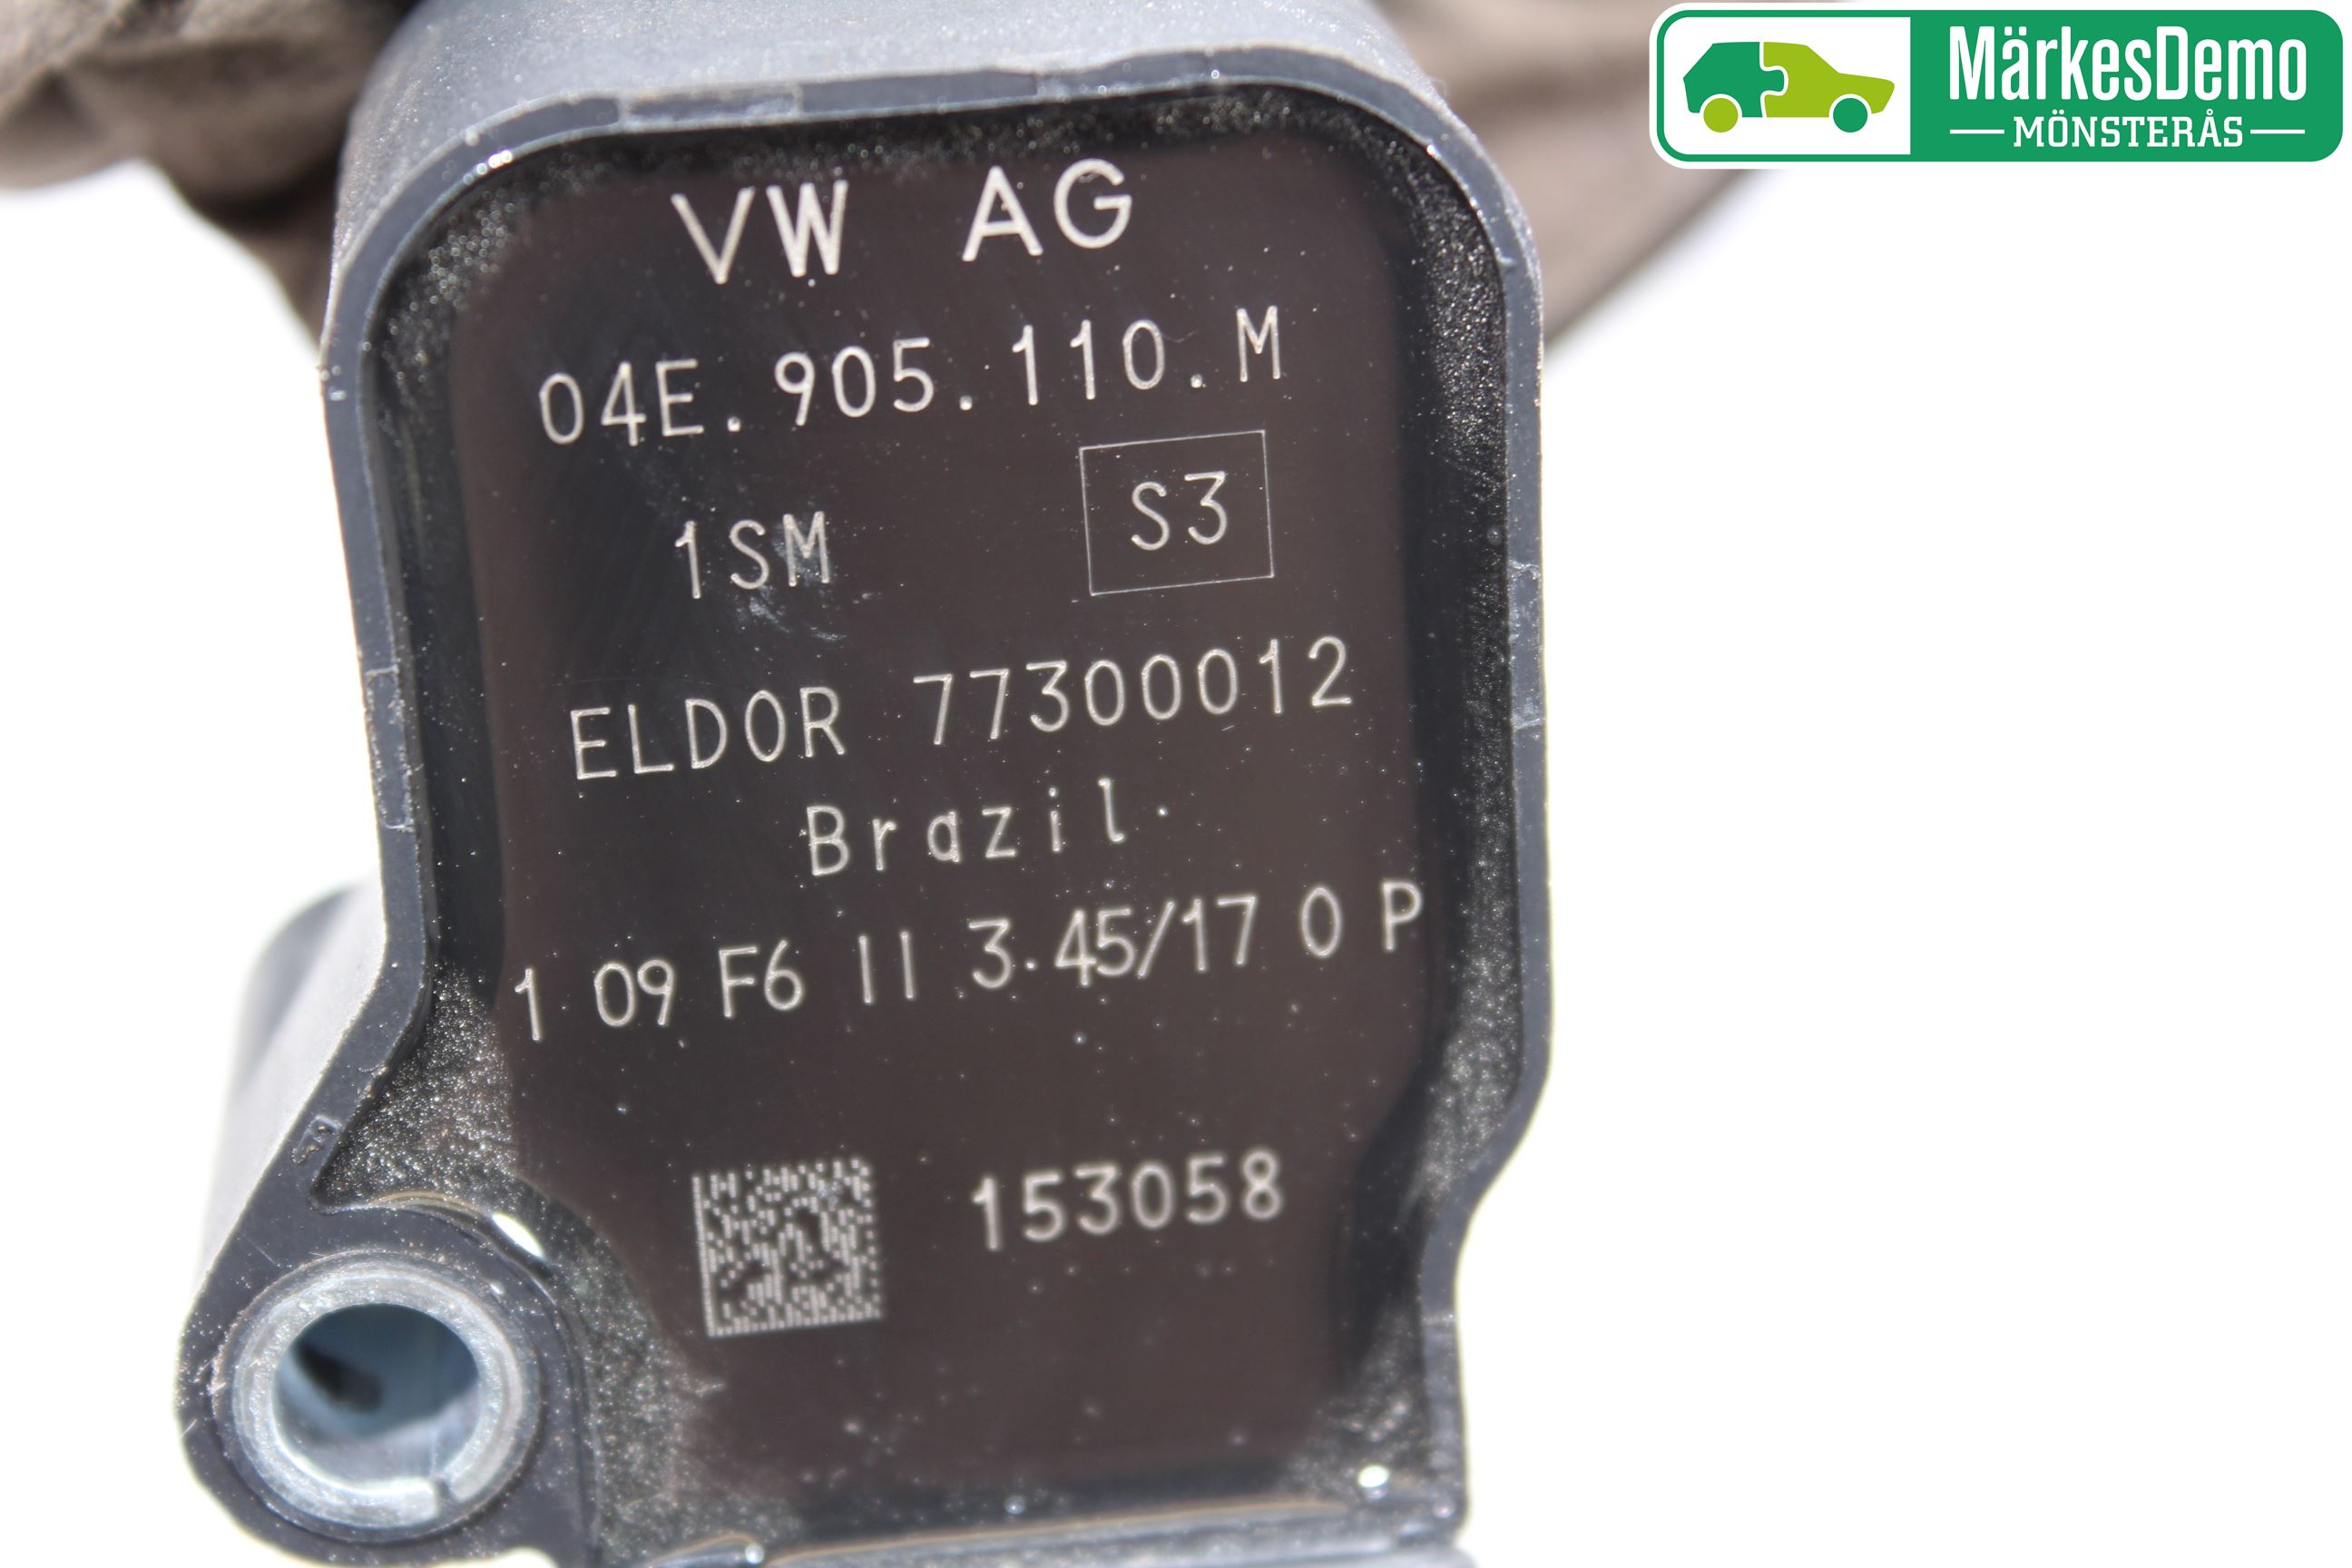 MärkesDemo
MÖNSTERÅS
VW AG
04E.905.110.M
1SM S3
ELDOR 77300012
Brazil
1 09 F6 II 3 45/17 0 P
153058